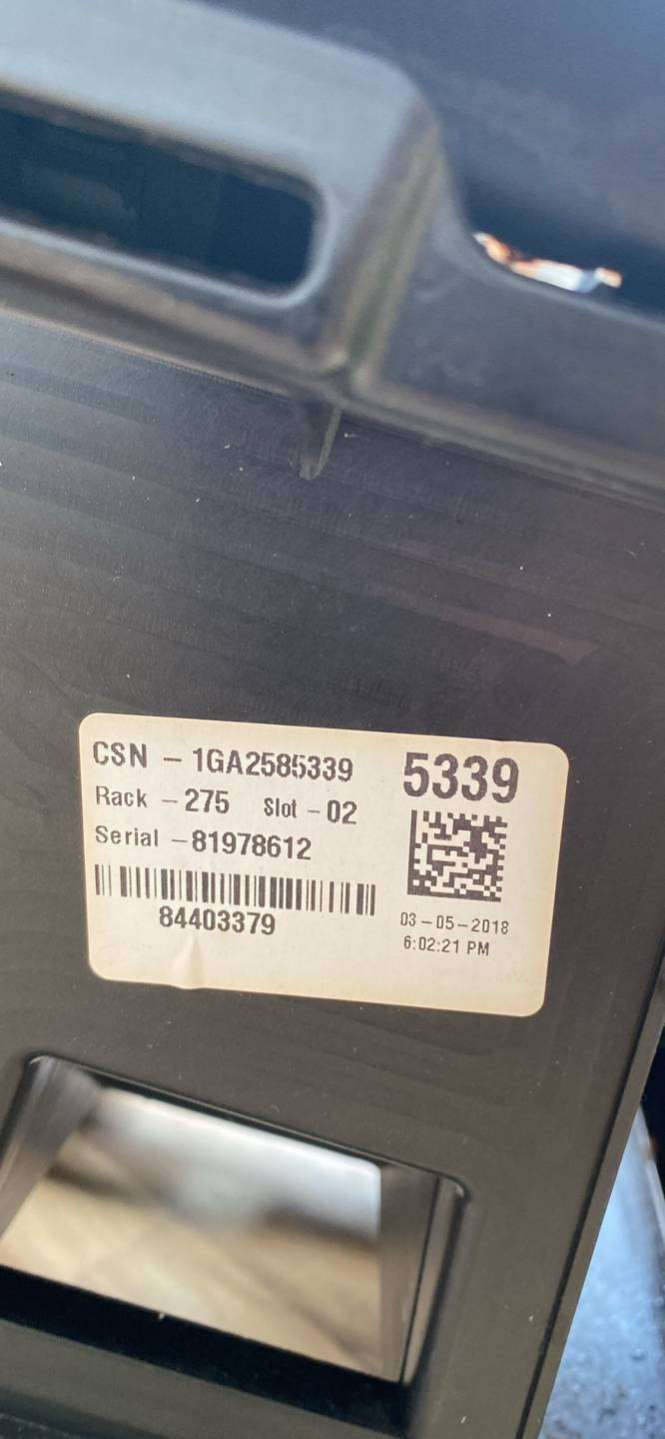 CSN - 1GA2585339
5339
Rack - 275 Slot - 02
Serial - 81978612
84403379
03-05-2018
6:02:21 PM